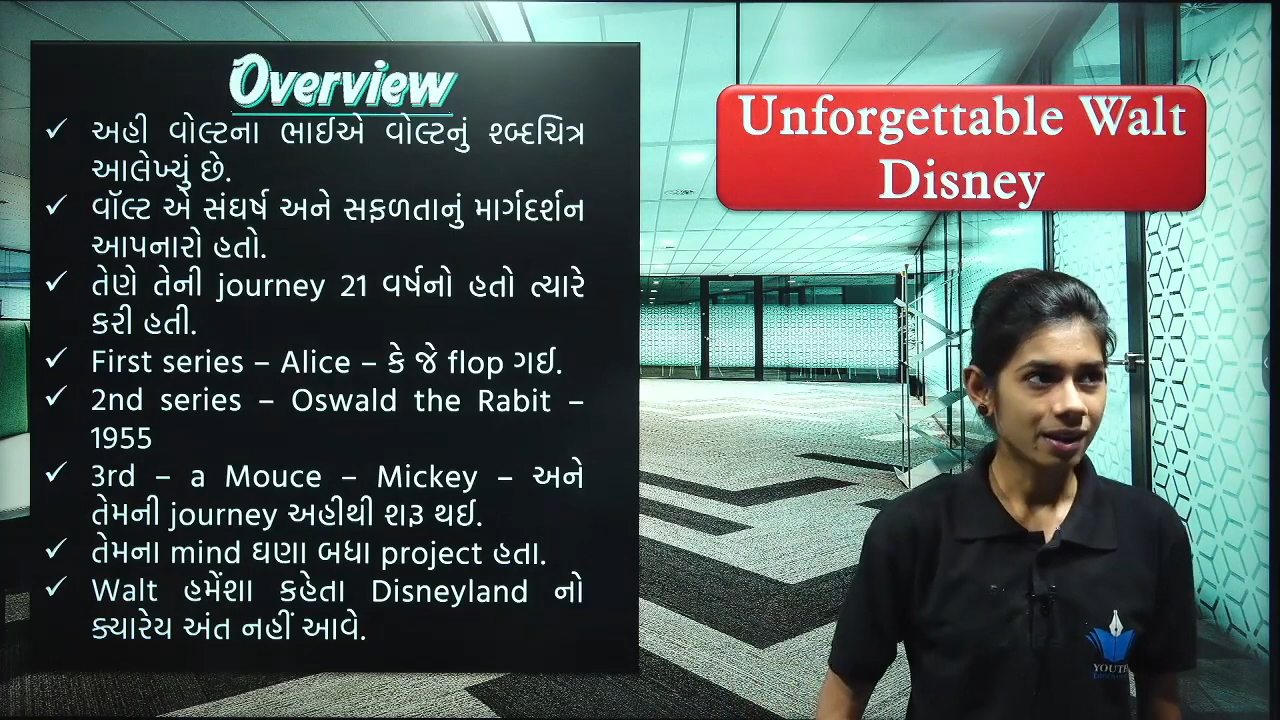 Overview
✓ અહી વોલ્ટના ભાઈએ વોલ્ટનું શબ્દચિત્ર
આલેખ્યું છે.
✓ વૉલ્ટ એ સંઘર્ષ અને સફળતાનું માર્ગદર્શન
આપનારો હતો.
✓ તેણે તેની journey 21 વર્ષનો હતો ત્યારે
કરી હતી.
✓ First series – Alice – કે જે flop ગઈ.
✓ 2nd series – Oswald the Rabit –
1955
✓ 3rd – a Mouce – Mickey – અને
તેમની journey અહીથી શરૂ થઈ.
✓ તેમના mind ઘણા બધા project હતા.
✓ Walt હમેંશા કહેતા Disneyland નો
ક્યારેય અંત નહીં આવે.
Unforgettable Walt
Disney
YOUTH